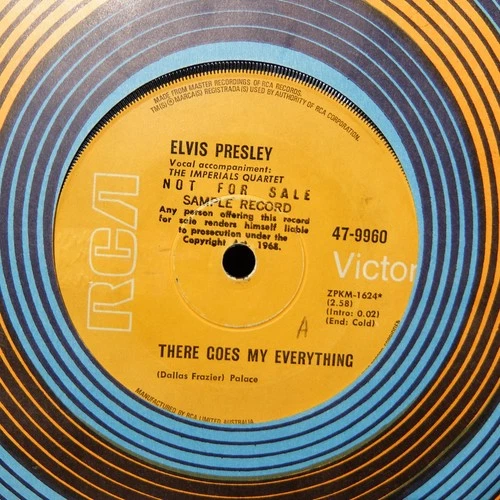 MADE FROM MASTER RECORDINGS OF RCA RECORDS.
TM(S) ® MARCA(S) REGISTRADA(S) USED BY AUTHORITY OF RCA CORPORATION.
ELVIS PRESLEY
Vocal accompaniment:
THE IMPERIALS QUARTET
NOT FOR SALE
SAMPLE RECORD
Any person offering this record
for sale renders himself liable
to prosecution under the
Copyright Act 1968.
47-9960
RCA
Victor
ZPKM-1624*
(2.58)
(Intro: 0.02)
(End: Cold)
A
THERE GOES MY EVERYTHING
(Dallas Frazier) Palace
MANUFACTURED BY RCA LIMITED, AUSTRALIA.